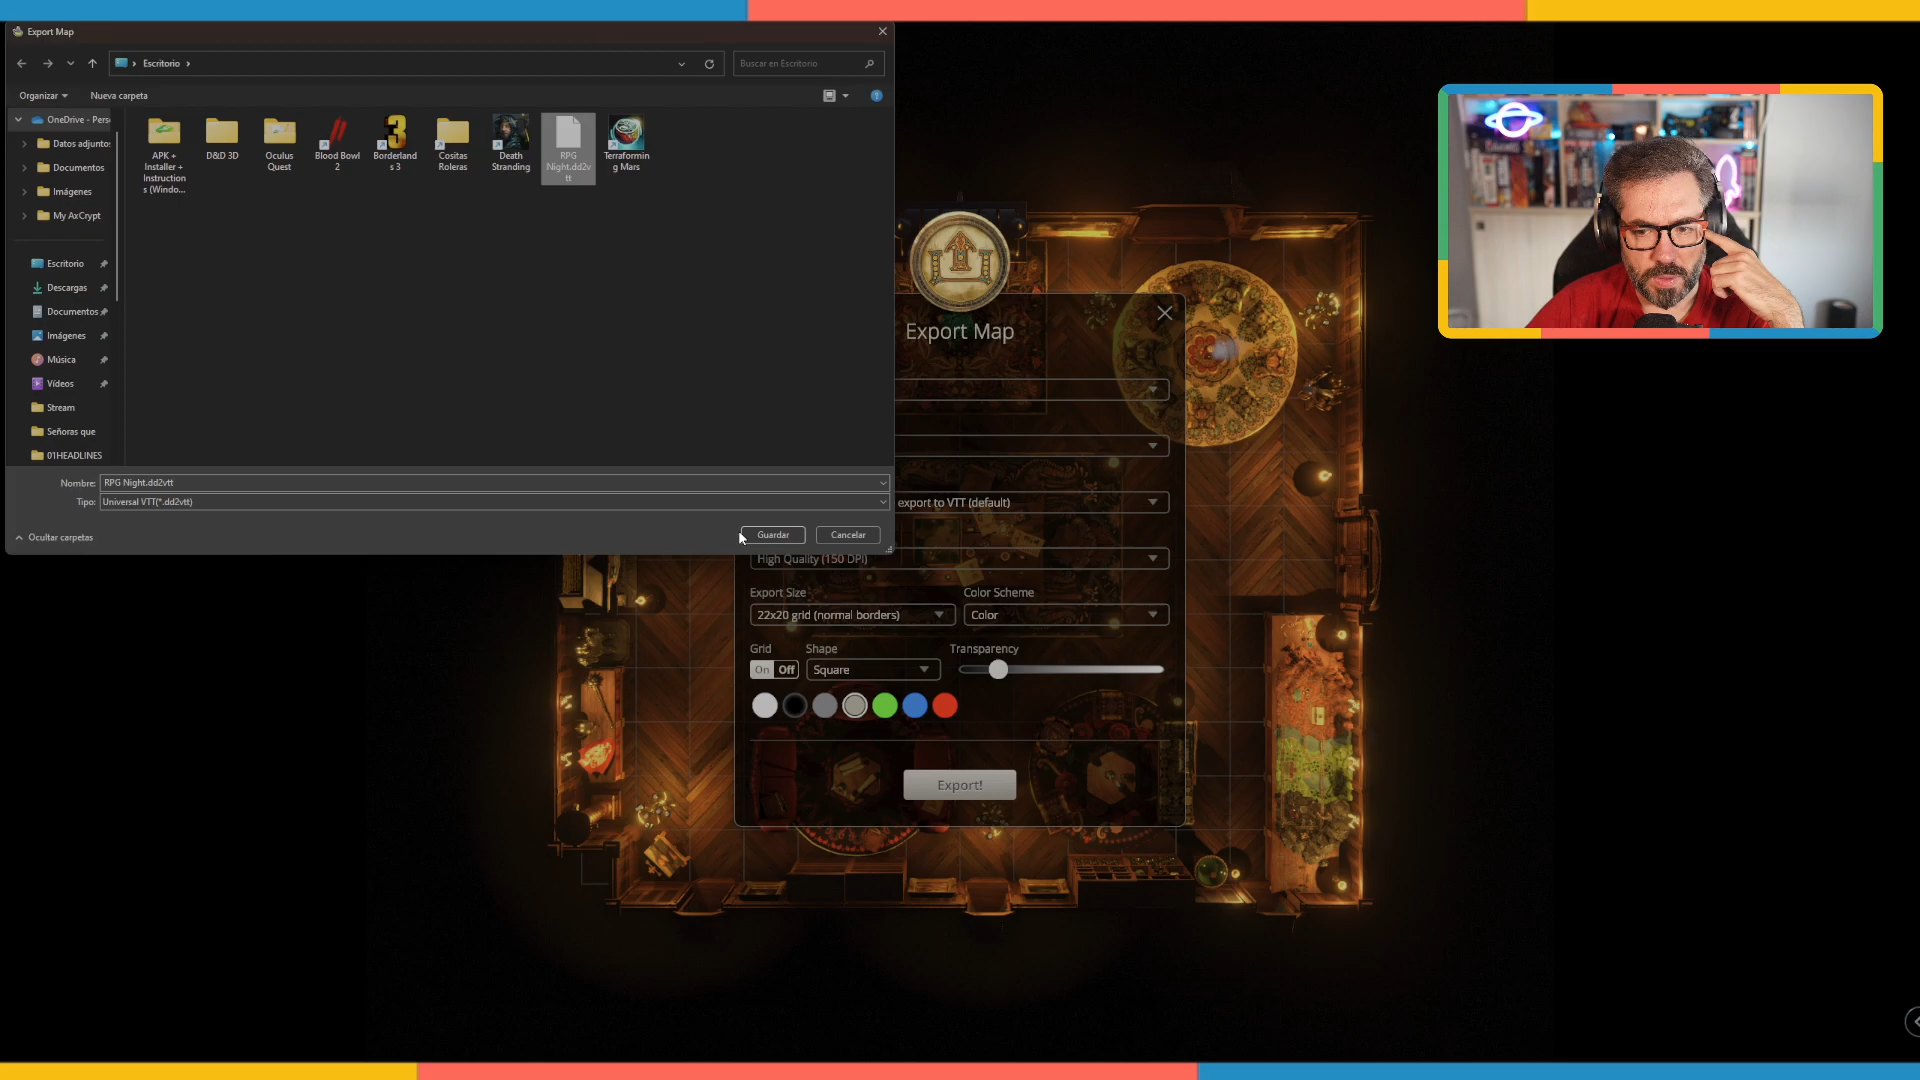 Export Map
Escritorio
Buscar en Escritorio
Organizar
Nueva carpeta
OneDrive - Pers
Datos adjuntos
Documentos
Imágenes
My AxCrypt
Escritorio
Descargas
Documentos
Imágenes
Música
Vídeos
Stream
Señoras que
01HEADLINES
APK +
Installer +
Instruction
s (Windo...
D&D 3D
Oculus
Quest
Blood Bowl
2
3
Borderland
s 3
Cositas
Roleras
Death
Stranding
RPG
Night.dd2v
tt
Terraformin
g Mars
Nombre: RPG Night.dd2vtt
Tipo: Universal VTT(*.dd2vtt)
Ocultar carpetas
Guardar
Cancelar
Export Map
export to VTT (default)
High Quality (150 DPI)
Export Size
Color Scheme
22x20 grid (normal borders)
Color
Grid
Shape
Transparency
On
Off
Square
Export!